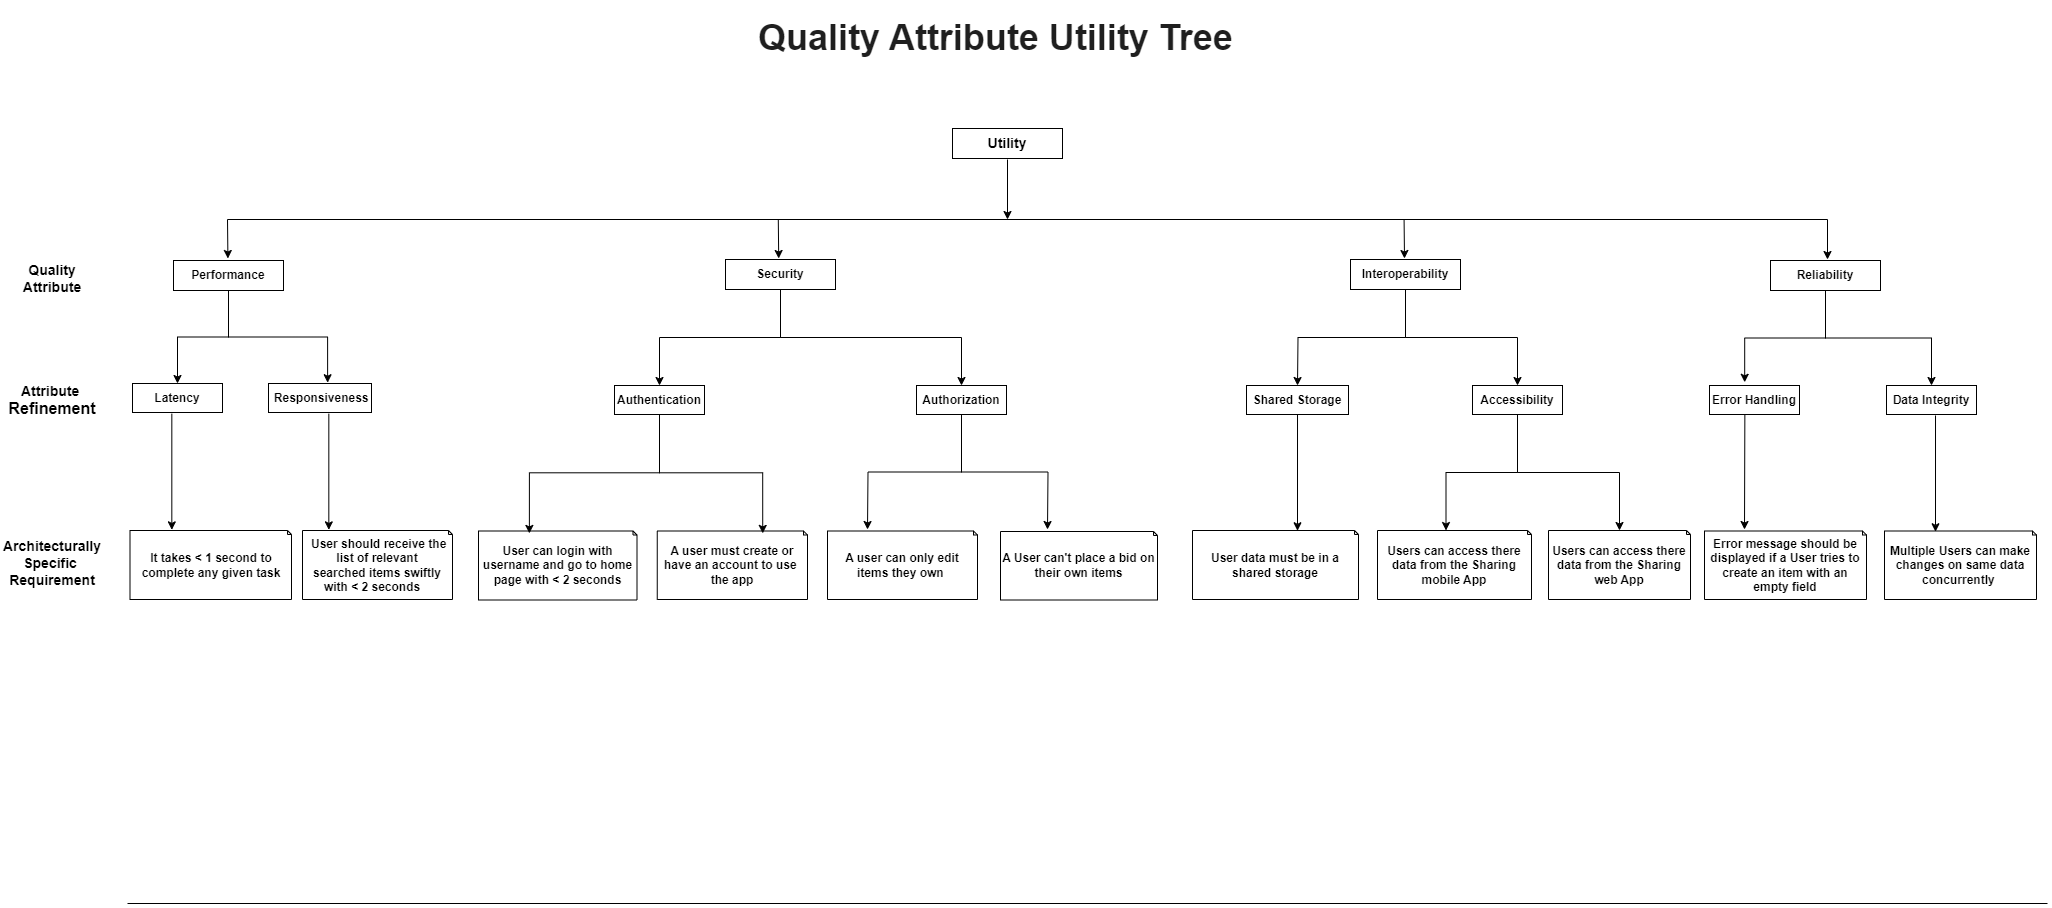 Quality Attribute Utility Tree
Utility
Quality
Attribute
Performance
Security
Interoperability
Reliability
Attribute
Refinement
Latency
Responsiveness
Authentication
Authorization
Shared Storage
Accessibility
Error Handling
Data Integrity
Architecturally
Specific
Requirement
It takes < 1 second to
complete any given task
User should receive the
list of relevant
searched items swiftly
with < 2 seconds
User can login with
username and go to home
page with < 2 seconds
A user must create or
have an account to use
the app
A user can only edit
items they own
A User can't place a bid on
their own items
User data must be in a
shared storage
Users can access there
data from the Sharing
mobile App
Users can access there
data from the Sharing
web App
Error message should be
displayed if a User tries to
create an item with an
empty field
Multiple Users can make
changes on same data
concurrently